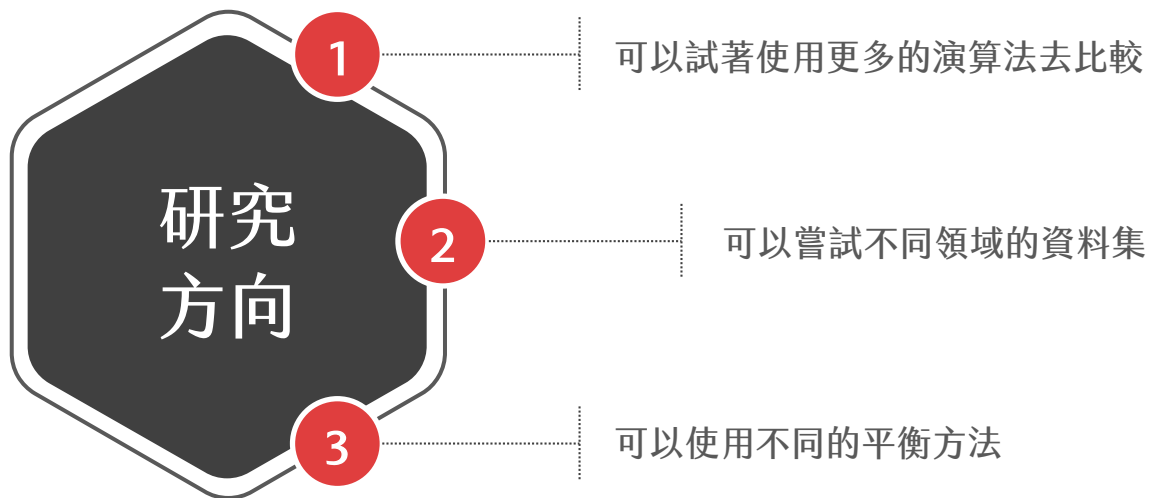 研究
方向
1
可以試著使用更多的演算法去比較
2
可以嘗試不同領域的資料集
3
可以使用不同的平衡方法